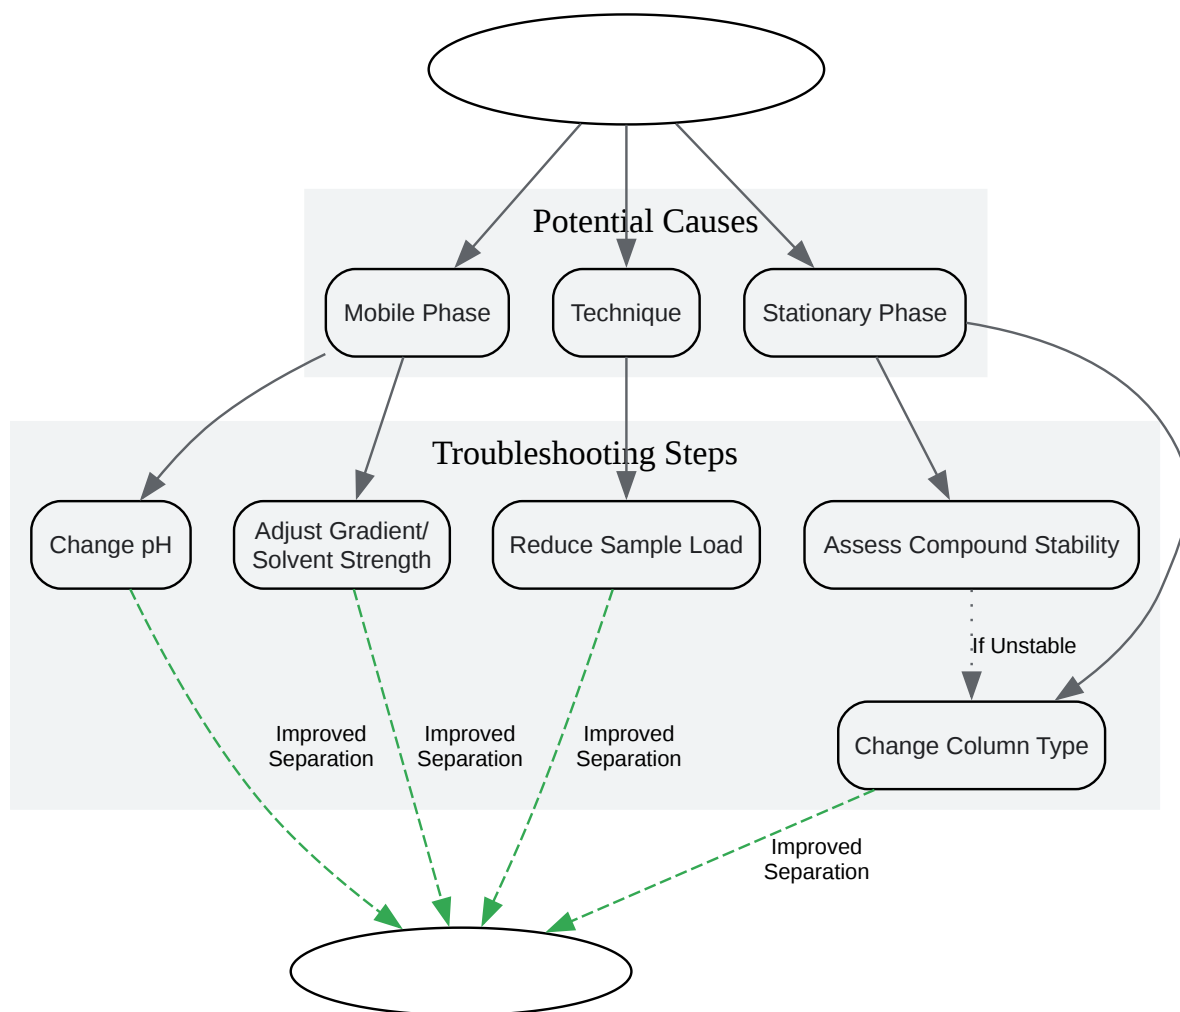 Potential Causes
Mobile Phase
Technique
Stationary Phase
Troubleshooting Steps
Change pH
Adjust Gradient/
Solvent Strength
Reduce Sample Load
Assess Compound Stability
If Unstable
Change Column Type
Improved
Separation
Improved
Separation
Improved
Separation
Improved
Separation